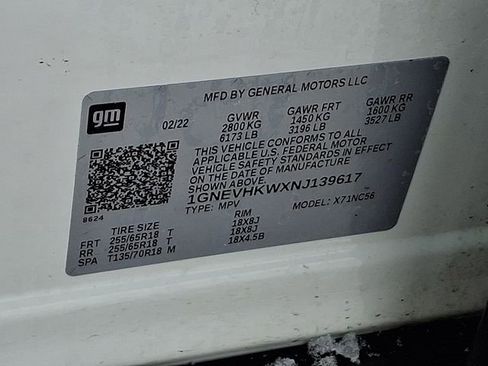 MFD BY GENERAL MOTORS LLC
gm
02/22 GVWR GAWR FRT GAWR RR
2800 KG 1450 KG 1600 KG
6173 LB 3196 LB 3527 LB
THIS VEHICLE CONFORMS TO ALL
APPLICABLE U.S. FEDERAL MOTOR
VEHICLE SAFETY STANDARDS IN EFFECT
ON THE DATE OF MANUFACTURE
SHOWN ABOVE.
1GNEVHKWXNJ139617
8624 TYPE: MPV MODEL: X71NC56
TIRE SIZE RIM
FRT 255/65R18 T 18X8J
RR 255/65R18 T 18X8J
SPA T135/70R18 M 18X4.5B